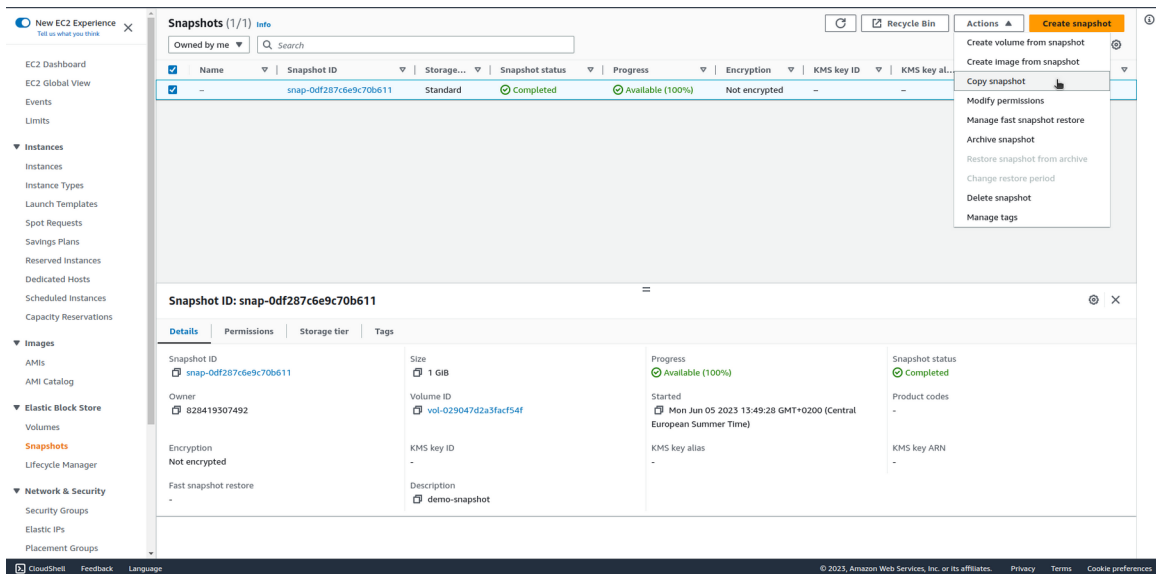 New EC2 Experience
Tell us what you think
EC2 Dashboard
EC2 Global View
Events
Limits
Instances
Instances
Instance Types
Launch Templates
Spot Requests
Savings Plans
Reserved Instances
Dedicated Hosts
Scheduled Instances
Capacity Reservations
Images
AMIs
AMI Catalog
Elastic Block Store
Volumes
Snapshots
Lifecycle Manager
Network & Security
Security Groups
Elastic IPs
Placement Groups
Snapshots (1/1) Info
Recycle Bin Actions Create snapshot
Owned by me Search
Name Snapshot ID Storage... Snapshot status Progress Encryption KMS key ID KMS key al...
– snap-0df287c6e9c70b611 Standard Completed Available (100%) Not encrypted – –
Create volume from snapshot
Create image from snapshot
Copy snapshot
Modify permissions
Manage fast snapshot restore
Archive snapshot
Restore snapshot from archive
Change restore period
Delete snapshot
Manage tags
Snapshot ID: snap-0df287c6e9c70b611
Details Permissions Storage tier Tags
Snapshot ID Size Progress Snapshot status
snap-0df287c6e9c70b611 1 GiB Available (100%) Completed
Owner Volume ID Started Product codes
828419307492 vol-029047d2a3facf54f Mon Jun 05 2023 13:49:28 GMT+0200 (Central European Summer Time) -
Encryption KMS key ID KMS key alias KMS key ARN
Not encrypted - - -
Fast snapshot restore Description
- demo-snapshot
CloudShell Feedback Language © 2023, Amazon Web Services, Inc. or its affiliates. Privacy Terms Cookie preferences